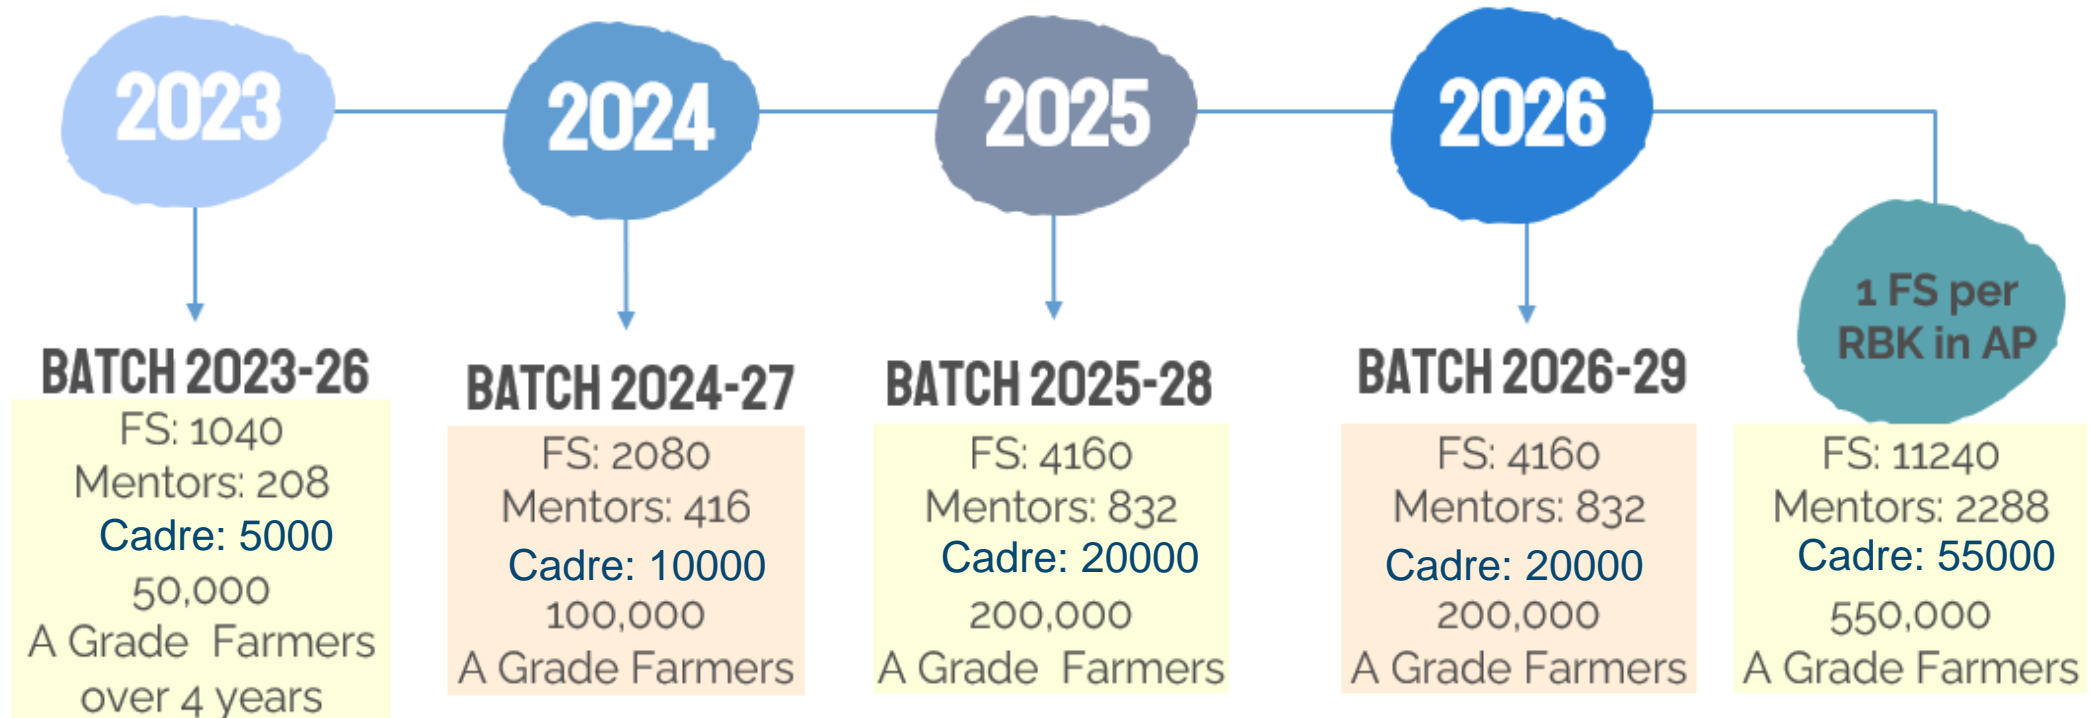 2023
2024
2025
2026
1 FS per
RBK in AP
BATCH 2023-26
FS: 1040
Mentors: 208
Cadre: 5000
50,000
A Grade Farmers
over 4 years
BATCH 2024-27
FS: 2080
Mentors: 416
Cadre: 10000
100,000
A Grade Farmers
BATCH 2025-28
FS: 4160
Mentors: 832
Cadre: 20000
200,000
A Grade Farmers
BATCH 2026-29
FS: 4160
Mentors: 832
Cadre: 20000
200,000
A Grade Farmers
FS: 11240
Mentors: 2288
Cadre: 55000
550,000
A Grade Farmers